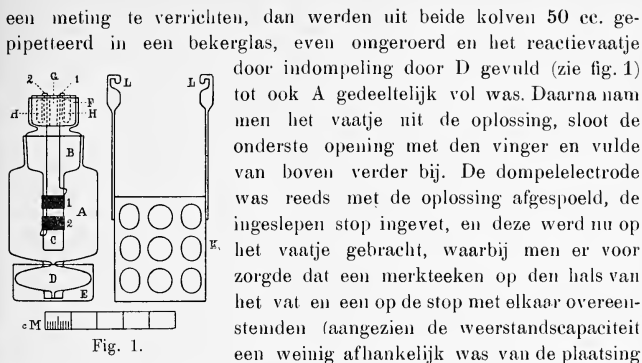 een meting te verrichten, dan werden uit beide kolven 50 cc. ge-
pipetteerd in een bekerglas, even omgeroerd en het reactievaatje
door indompeling door D gevuld (zie fig. 1)
tot ook A gedeeltelijk vol was. Daarna nam
men het vaatje uit de oplossing, sloot de
onderste opening met den vinger en vulde
van boven verder bij. De dompelelectrode
was reeds met de oplossing afgespoeld, de
ingeslepen stop ingevet, en deze werd nu op
het vaatje gebracht, waarbij men er voor
zorgde dat een merkteeken op den hals van
het vat en een op de stop met elkaar overeen-
stemden (aangezien de weerstandscapaciteit
een weinig afhankelijk was van de plaatsing
2 G 1
F
d H
B
1
A
2
C
D
E
L L
K.
cM
Fig. 1.